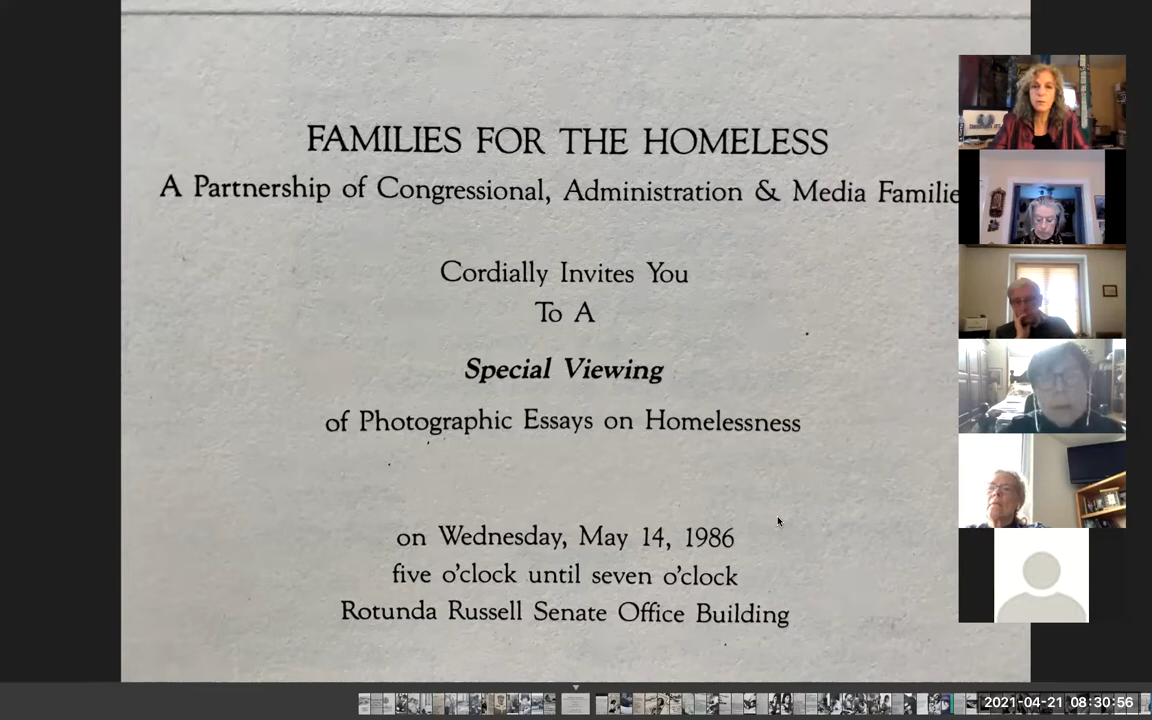 FAMILIES FOR THE HOMELESS
A Partnership of Congressional, Administration & Media Familie
Cordially Invites You
To A
Special Viewing
of Photographic Essays on Homelessness
on Wednesday, May 14, 1986
five o'clock until seven o'clock
Rotunda Russell Senate Office Building
2021-04-21 08:30:56